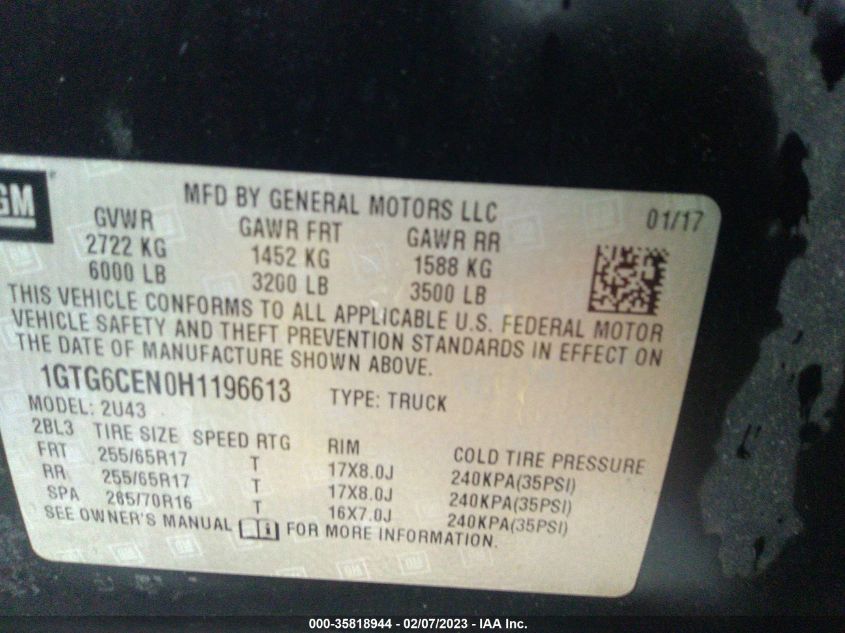 GM
MFD BY GENERAL MOTORS LLC 01/17
GVWR GAWR FRT GAWR RR
2722 KG 1452 KG 1588 KG
6000 LB 3200 LB 3500 LB
THIS VEHICLE CONFORMS TO ALL APPLICABLE U.S. FEDERAL MOTOR
VEHICLE SAFETY AND THEFT PREVENTION STANDARDS IN EFFECT ON
THE DATE OF MANUFACTURE SHOWN ABOVE.
1GTG6CEN0H1196613 TYPE: TRUCK
MODEL: 2U43
2BL3 TIRE SIZE SPEED RTG RIM COLD TIRE PRESSURE
FRT 255/65R17 T 17X8.0J 240KPA(35PSI)
RR 255/65R17 T 17X8.0J 240KPA(35PSI)
SPA 265/70R16 T 16X7.0J 240KPA(35PSI)
SEE OWNER'S MANUAL FOR MORE INFORMATION.
000-35818944 - 02/07/2023 - IAA Inc.